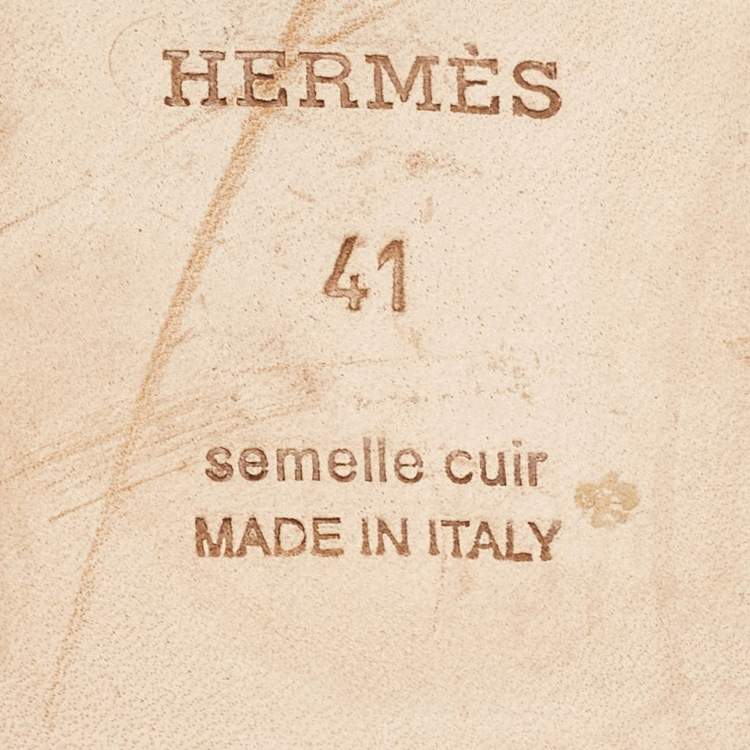 HERMÈS
41
semelle cuir
MADE IN ITALY